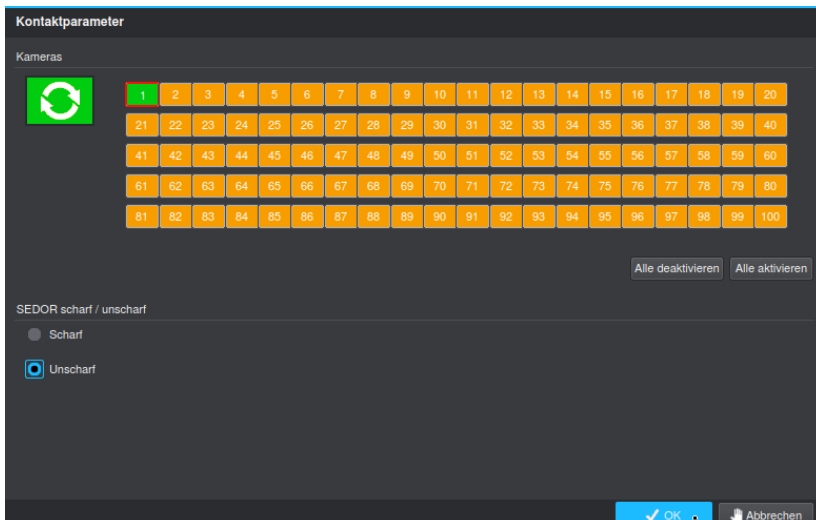 Kontaktparameter
Kameras
1 2 3 4 5 6 7 8 9 10 11 12 13 14 15 16 17 18 19 20
21 22 23 24 25 26 27 28 29 30 31 32 33 34 35 36 37 38 39 40
41 42 43 44 45 46 47 48 49 50 51 52 53 54 55 56 57 58 59 60
61 62 63 64 65 66 67 68 69 70 71 72 73 74 75 76 77 78 79 80
81 82 83 84 85 86 87 88 89 90 91 92 93 94 95 96 97 98 99 100
Alle deaktivieren Alle aktivieren
SEDOR scharf / unscharf
Scharf
Unscharf
OK Abbrechen